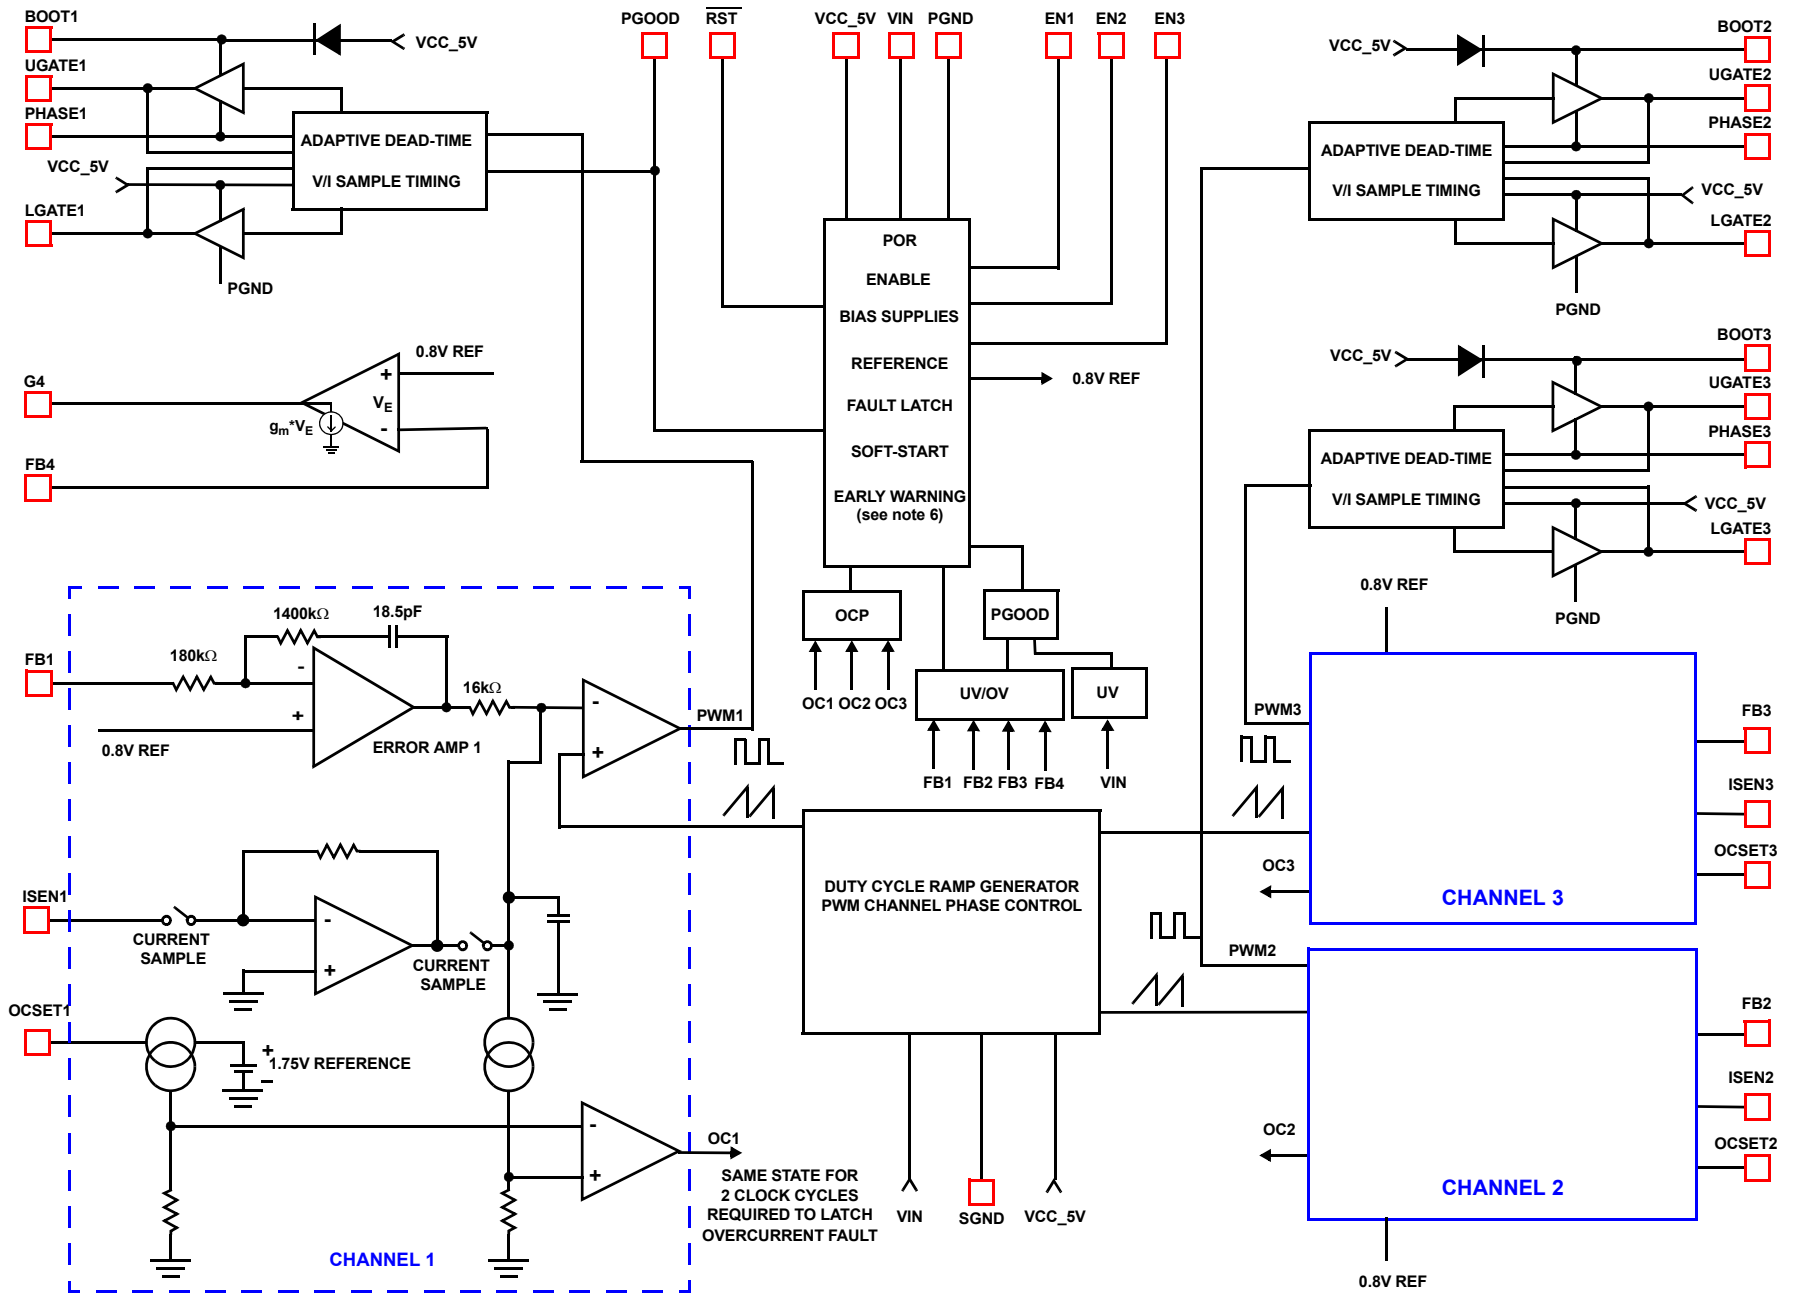 BOOT1
VCC_5V
UGATE1
PHASE1
ADAPTIVE DEAD-TIME
VCC_5V
V/I SAMPLE TIMING
LGATE1
PGND
PGOOD
RST
VCC_5V
VIN
PGND
EN1
EN2
EN3
POR
ENABLE
BIAS SUPPLIES
REFERENCE
0.8V REF
FAULT LATCH
SOFT-START
EARLY WARNING
(see note 6)
VCC_5V
BOOT2
UGATE2
PHASE2
ADAPTIVE DEAD-TIME
V/I SAMPLE TIMING
VCC_5V
LGATE2
PGND
VCC_5V
BOOT3
UGATE3
PHASE3
ADAPTIVE DEAD-TIME
V/I SAMPLE TIMING
VCC_5V
LGATE3
PGND
0.8V REF
G4
+
VE
gm*VE
-
FB4
OCP
OC1 OC2 OC3
PGOOD
UV/OV
UV
FB1 FB2 FB3 FB4
VIN
1400kΩ
18.5pF
FB1
180kΩ
-
+
0.8V REF
ERROR AMP 1
16kΩ
-
+
PWM1
ISEN1
CURRENT
SAMPLE
-
+
CURRENT
SAMPLE
OCSET1
+
1.75V REFERENCE
-
-
+
OC1
SAME STATE FOR
2 CLOCK CYCLES
REQUIRED TO LATCH
OVERCURRENT FAULT
CHANNEL 1
DUTY CYCLE RAMP GENERATOR
PWM CHANNEL PHASE CONTROL
VIN
SGND
VCC_5V
0.8V REF
PWM3
FB3
ISEN3
OCSET3
OC3
CHANNEL 3
PWM2
FB2
ISEN2
OCSET2
OC2
CHANNEL 2
0.8V REF